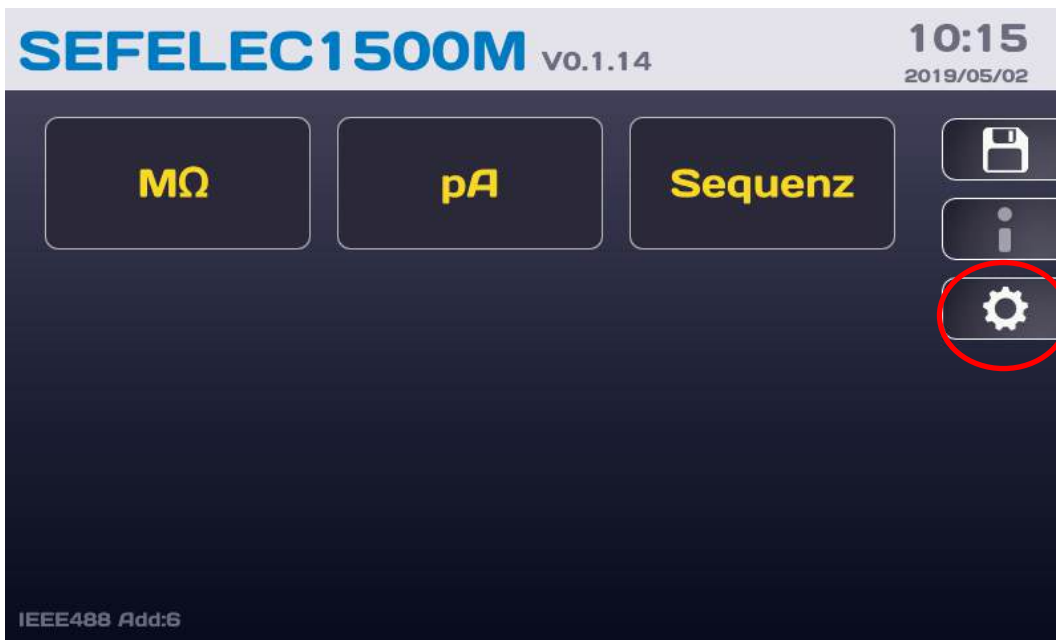 SEFELEC1500M V0.1.14
10:15
2019/05/02
MΩ
pA
Sequenz
IEEE488 Add:6